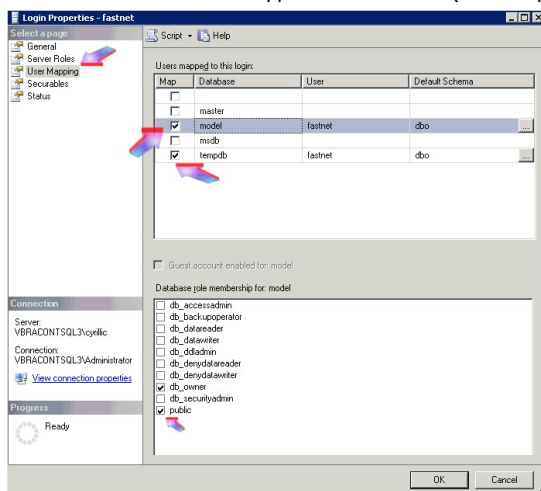 Login Properties - fastnet
Select a page
General
Server Roles
User Mapping
Securables
Status
Script
Help
Users mapped to this login:
Map Database User Default Schema
master
model fastnet dbo ...
msdb
tempdb fastnet dbo ...
Guest account enabled for: model
Database role membership for: model
db_accessadmin
db_backupoperator
db_datareader
db_datawriter
db_ddladmin
db_denydatareader
db_denydatawriter
db_owner
db_securityadmin
public
Connection
Server:
VBRACONTSQL3\cyrillic
Connection:
VBRACONTSQL3\Administrator
View connection properties
Progress
Ready
OK Cancel